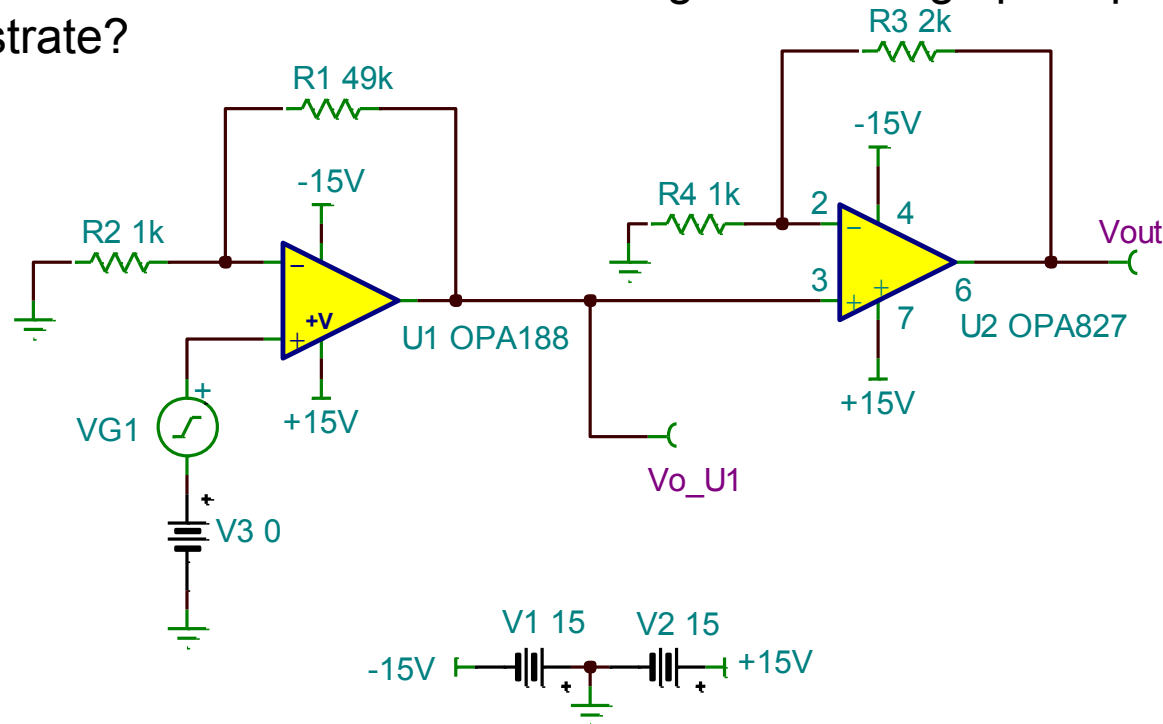 strate?
R3 2k
R1 49k
-15V
-15V
R4 1k
2
4
R2 1k
Vout
3
6
+V
7
U1 OPA188
U2 OPA827
+15V
+15V
VG1
Vo_U1
V3 0
V1 15
V2 15
-15V
+15V